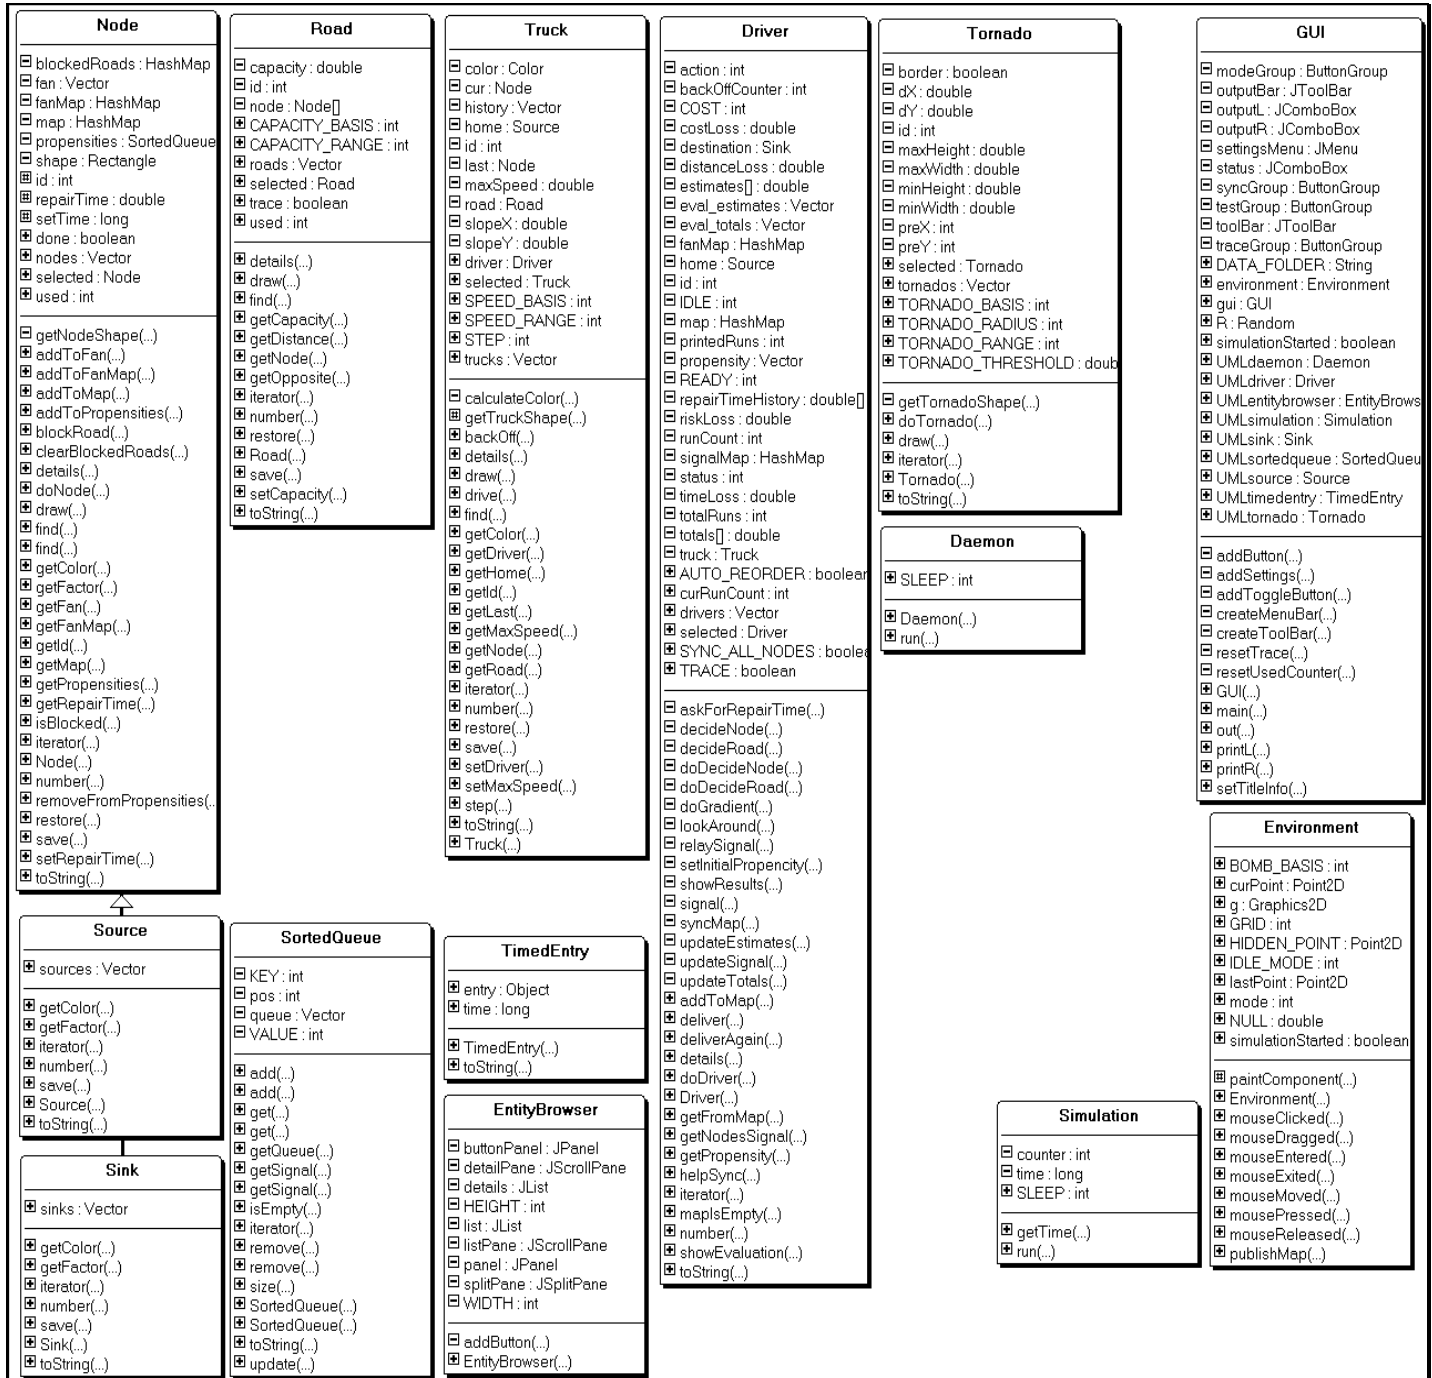 Node
blockedRoads : HashMap
fan : Vector
fanMap : HashMap
map : HashMap
propensities : SortedQueue
shape : Rectangle
id : int
repairTime : double
setTime : long
done : boolean
nodes : Vector
selected : Node
used : int
getNodeShape(...)
addToFan(...)
addToFanMap(...)
addToMap(...)
addToPropensities(...)
blockRoad(...)
clearBlockedRoads(...)
details(...)
doNode(...)
draw(...)
find(...)
find(...)
getColor(...)
getFactor(...)
getFan(...)
getFanMap(...)
getId(...)
getMap(...)
getPropensities(...)
getRepairTime(...)
isBlocked(...)
iterator(...)
Node(...)
number(...)
removeFromPropensities(..
restore(...)
save(...)
setRepairTime(...)
toString(...)
Source
sources : Vector
getColor(...)
getFactor(...)
iterator(...)
number(...)
save(...)
Source(...)
toString(...)
Sink
sinks : Vector
getColor(...)
getFactor(...)
iterator(...)
number(...)
save(...)
Sink(...)
toString(...)
Road
capacity : double
id : int
node : Node[]
CAPACITY_BASIS : int
CAPACITY_RANGE : int
roads : Vector
selected : Road
trace : boolean
used : int
details(...)
draw(...)
find(...)
getCapacity(...)
getDistance(...)
getNode(...)
getOpposite(...)
iterator(...)
number(...)
restore(...)
Road(...)
save(...)
setCapacity(...)
toString(...)
SortedQueue
KEY : int
pos : int
queue : Vector
VALUE : int
add(...)
add(...)
get(...)
get(...)
getQueue(...)
getSignal(...)
getSignal(...)
isEmpty(...)
iterator(...)
remove(...)
remove(...)
size(...)
SortedQueue(...)
SortedQueue(...)
toString(...)
update(...)
Truck
color : Color
cur : Node
history : Vector
home : Source
id : int
last : Node
maxSpeed : double
road : Road
slopeX : double
slopeY : double
driver : Driver
selected : Truck
SPEED_BASIS : int
SPEED_RANGE : int
STEP : int
trucks : Vector
calculateColor(...)
getTruckShape(...)
backOff(...)
details(...)
draw(...)
drive(...)
find(...)
getColor(...)
getDriver(...)
getHome(...)
getId(...)
getLast(...)
getMaxSpeed(...)
getNode(...)
getRoad(...)
iterator(...)
number(...)
restore(...)
save(...)
setDriver(...)
setMaxSpeed(...)
step(...)
toString(...)
Truck(...)
TimedEntry
entry : Object
time : long
TimedEntry(...)
toString(...)
EntityBrowser
buttonPanel : JPanel
detailPane : JScrollPane
details : JList
HEIGHT : int
list : JList
listPane : JScrollPane
panel : JPanel
splitPane : JSplitPane
WIDTH : int
addButton(...)
EntityBrowser(...)
Driver
action : int
backOffCounter : int
COST : int
costLoss : double
destination : Sink
distanceLoss : double
estimates[] : double
eval_estimates : Vector
eval_totals : Vector
fanMap : HashMap
home : Source
id : int
IDLE : int
map : HashMap
printedRuns : int
propensity : Vector
READY : int
repairTimeHistory : double[]
riskLoss : double
runCount : int
signalMap : HashMap
status : int
timeLoss : double
totalRuns : int
totals[] : double
truck : Truck
AUTO_REORDER : boolean
curRunCount : int
drivers : Vector
selected : Driver
SYNC_ALL_NODES : boolea
TRACE : boolean
askForRepairTime(...)
decideNode(...)
decideRoad(...)
doDecideNode(...)
doDecideRoad(...)
doGradient(...)
lookAround(...)
relaySignal(...)
setInitialPropencity(...)
showResults(...)
signal(...)
syncMap(...)
updateEstimates(...)
updateSignal(...)
updateTotals(...)
addToMap(...)
deliver(...)
deliverAgain(...)
details(...)
doDriver(...)
Driver(...)
getFromMap(...)
getNodesSignal(...)
getPropensity(...)
helpSync(...)
iterator(...)
mapIsEmpty(...)
number(...)
showEvaluation(...)
toString(...)
Tornado
border : boolean
dX : double
dY : double
id : int
maxHeight : double
maxWidth : double
minHeight : double
minWidth : double
preX : int
preY : int
selected : Tornado
tornados : Vector
TORNADO_BASIS : int
TORNADO_RADIUS : int
TORNADO_RANGE : int
TORNADO_THRESHOLD : doub
getTornadoShape(...)
doTornado(...)
draw(...)
iterator(...)
Tornado(...)
toString(...)
Daemon
SLEEP : int
Daemon(...)
run(...)
Simulation
counter : int
time : long
SLEEP : int
getTime(...)
run(...)
GUI
modeGroup : ButtonGroup
outputBar : JToolBar
outputL : JComboBox
outputR : JComboBox
settingsMenu : JMenu
status : JComboBox
syncGroup : ButtonGroup
testGroup : ButtonGroup
toolBar : JToolBar
traceGroup : ButtonGroup
DATA_FOLDER : String
environment : Environment
gui : GUI
R : Random
simulationStarted : boolean
UMLdaemon : Daemon
UMLdriver : Driver
UMLentitybrowser : EntityBrows
UMLsimulation : Simulation
UMLsink : Sink
UMLsortedqueue : SortedQueu
UMLsource : Source
UMLtimedentry : TimedEntry
UMLtornado : Tornado
addButton(...)
addSettings(...)
addToggleButton(...)
createMenuBar(...)
createToolBar(...)
resetTrace(...)
resetUsedCounter(...)
GUI(...)
main(...)
out(...)
printL(...)
printR(...)
setTitleInfo(...)
Environment
BOMB_BASIS : int
curPoint : Point2D
g : Graphics2D
GRID : int
HIDDEN_POINT : Point2D
IDLE_MODE : int
lastPoint : Point2D
mode : int
NULL : double
simulationStarted : boolean
paintComponent(...)
Environment(...)
mouseClicked(...)
mouseDragged(...)
mouseEntered(...)
mouseExited(...)
mouseMoved(...)
mousePressed(...)
mouseReleased(...)
publishMap(...)